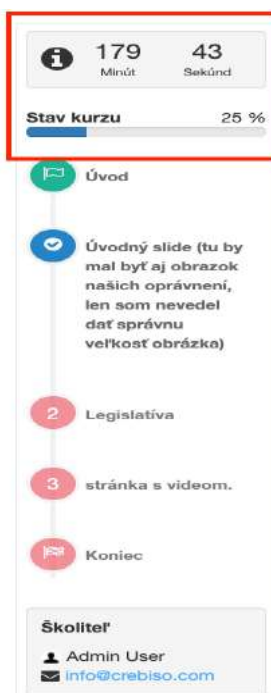 179 43
Minút Sekúnd
Stav kurzu 25 %
Úvod
Úvodný slide (tu by
mal byť aj obrazok
našich oprávnení,
len som nevedel
dať správnu
veľkosť obrázka)
2 Legislatíva
3 stránka s videom.
Koniec
Školiteľ
Admin User
info@crebiso.com